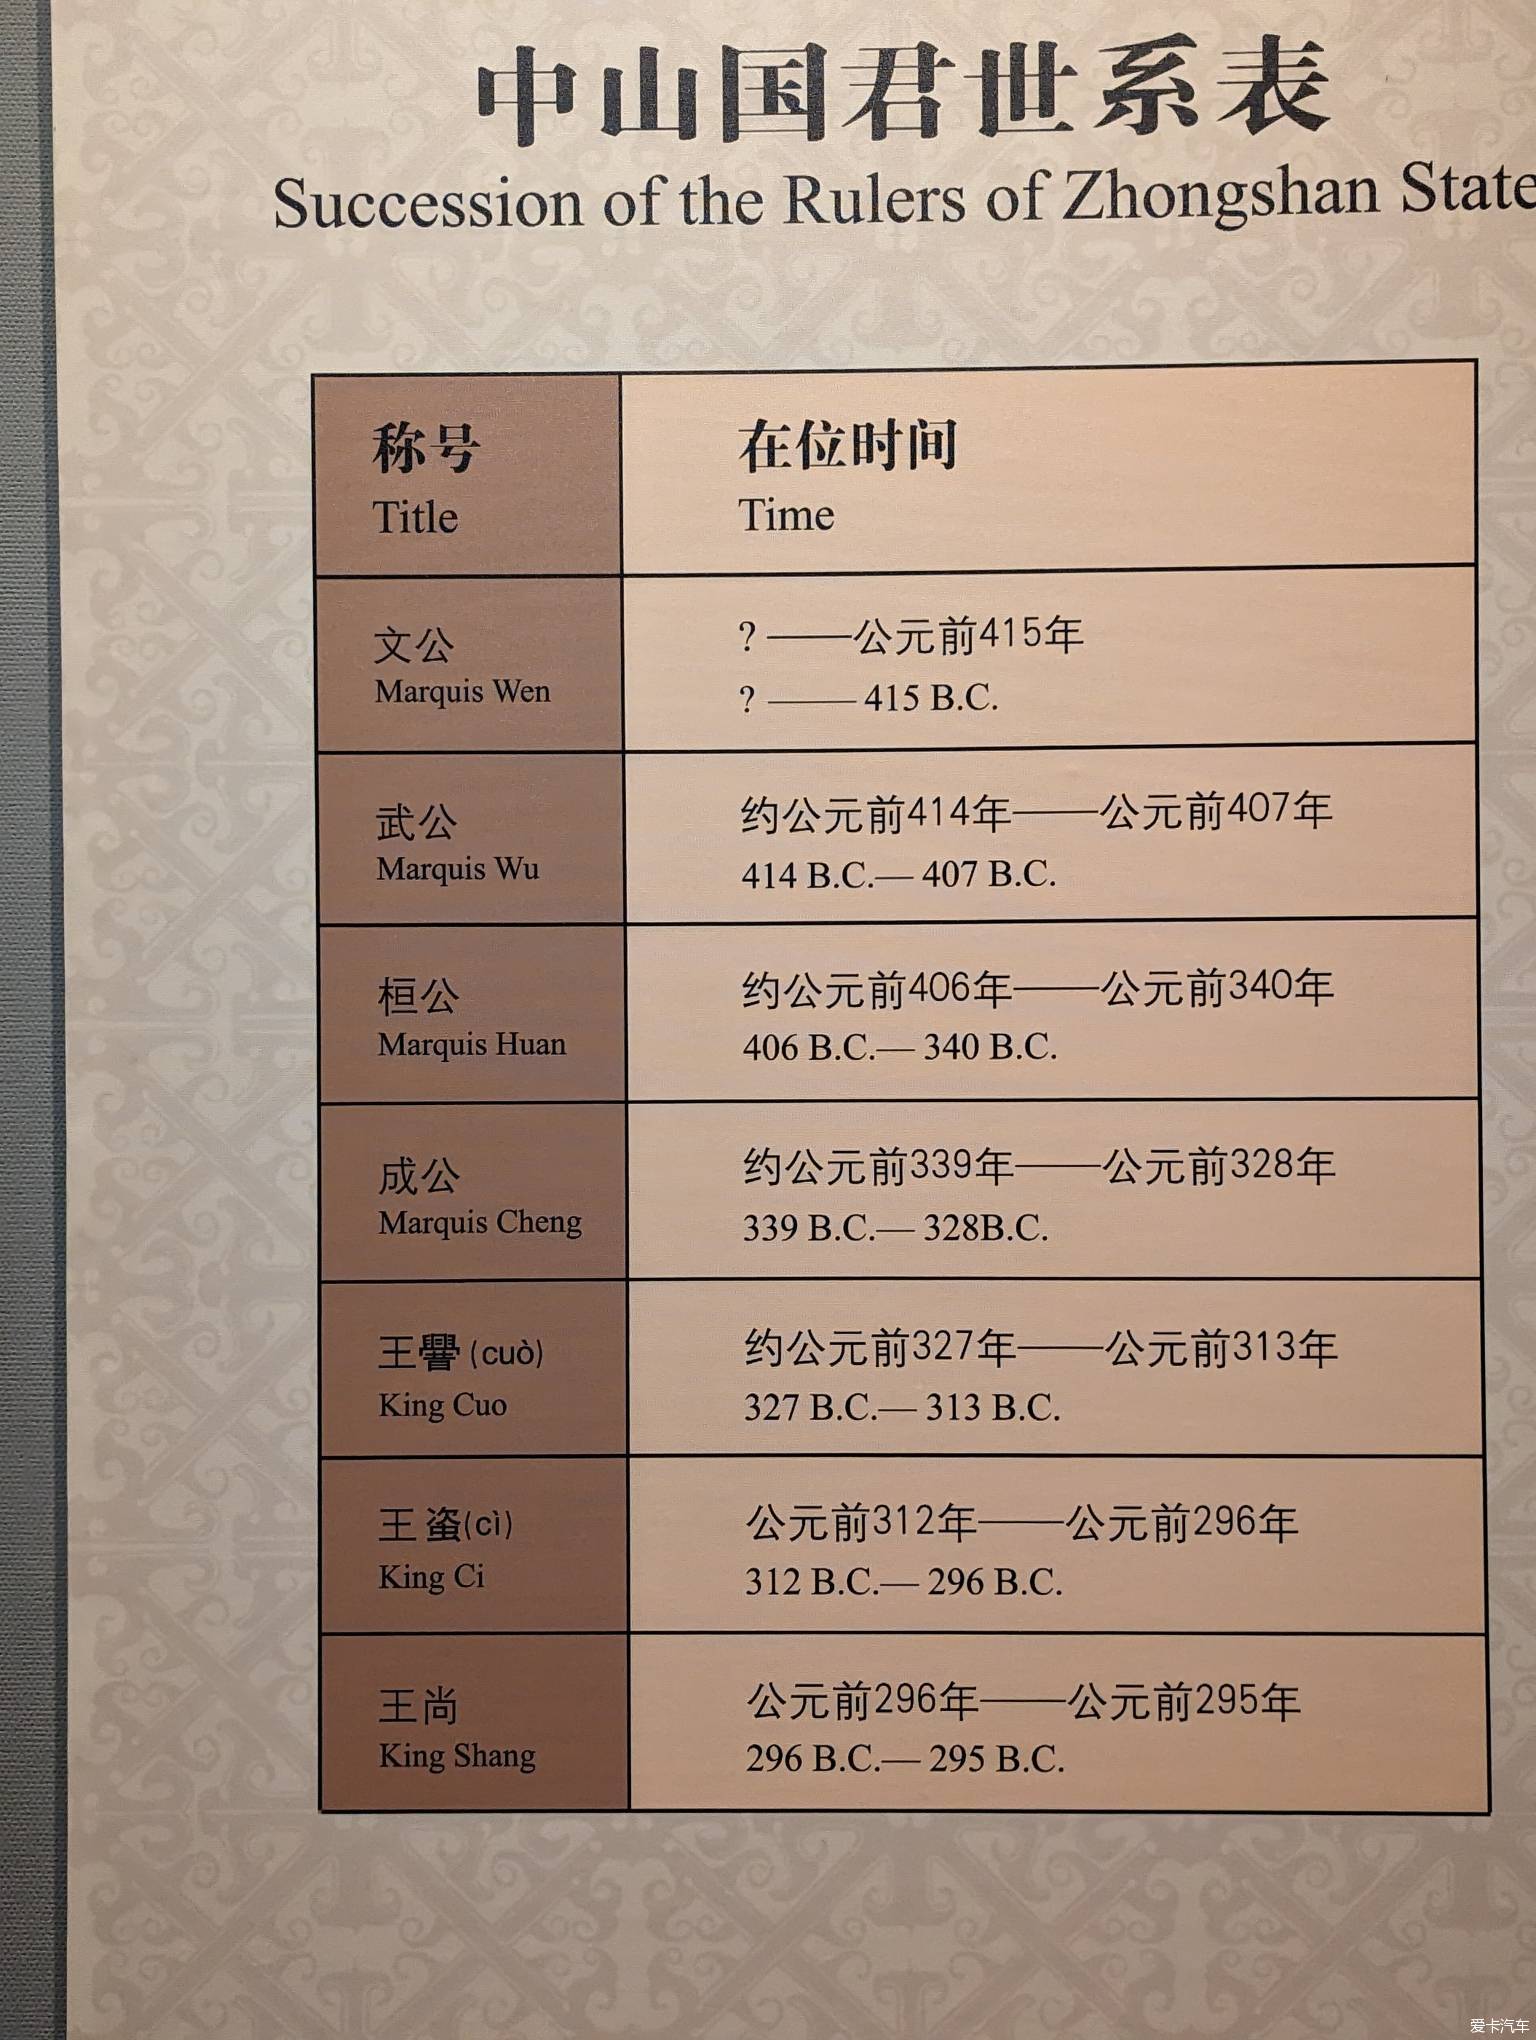 中山国君世系表
Succession of the Rulers of Zhongshan State
称号
Title
在位时间
Time
文公
Marquis Wen
? ——公元前415年
? —— 415 B.C.
武公
Marquis Wu
约公元前414年——公元前407年
414 B.C.— 407 B.C.
桓公
Marquis Huan
约公元前406年——公元前340年
406 B.C.— 340 B.C.
成公
Marquis Cheng
约公元前339年——公元前328年
339 B.C.— 328B.C.
王𰯼(cuò)
King Cuo
约公元前327年——公元前313年
327 B.C.— 313 B.C.
王 𧊒(cì)
King Ci
公元前312年——公元前296年
312 B.C.— 296 B.C.
王尚
King Shang
公元前296年——公元前295年
296 B.C.— 295 B.C.
爱卡汽车